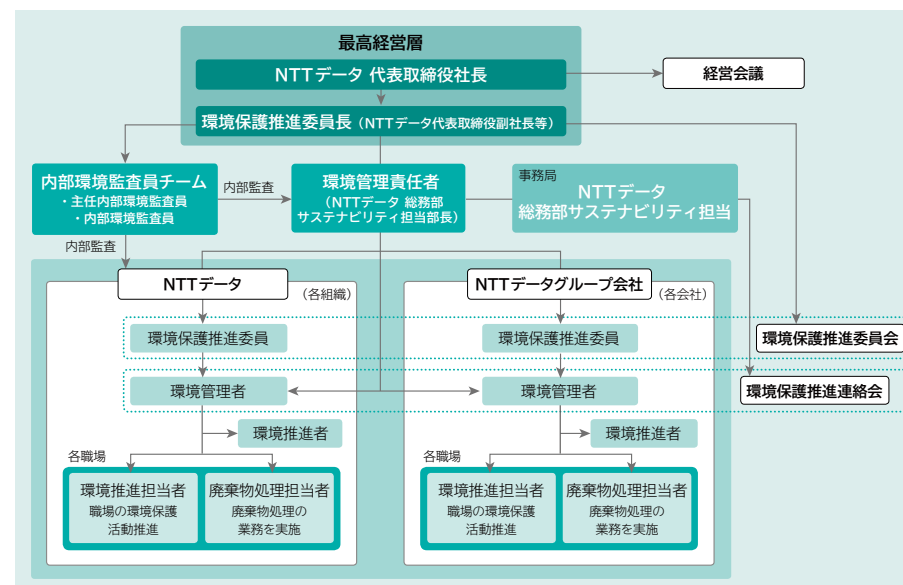 最高経営層
NTTデータ 代表取締役社長
経営会議
環境保護推進委員長（NTTデータ代表取締役副社長等）
内部環境監査員チーム
・主任内部環境監査員
・内部環境監査員
内部監査
環境管理責任者
（NTTデータ 総務部
サステナビリティ担当部長）
事務局
NTTデータ
総務部サステナビリティ担当
内部監査
NTTデータ
（各組織）
NTTデータグループ会社
（各会社）
環境保護推進委員
環境保護推進委員
環境保護推進委員会
環境管理者
環境管理者
環境保護推進連絡会
環境推進者
環境推進者
各職場
環境推進担当者
職場の環境保護
活動推進
廃棄物処理担当者
廃棄物処理の
業務を実施
各職場
環境推進担当者
職場の環境保護
活動推進
廃棄物処理担当者
廃棄物処理の
業務を実施